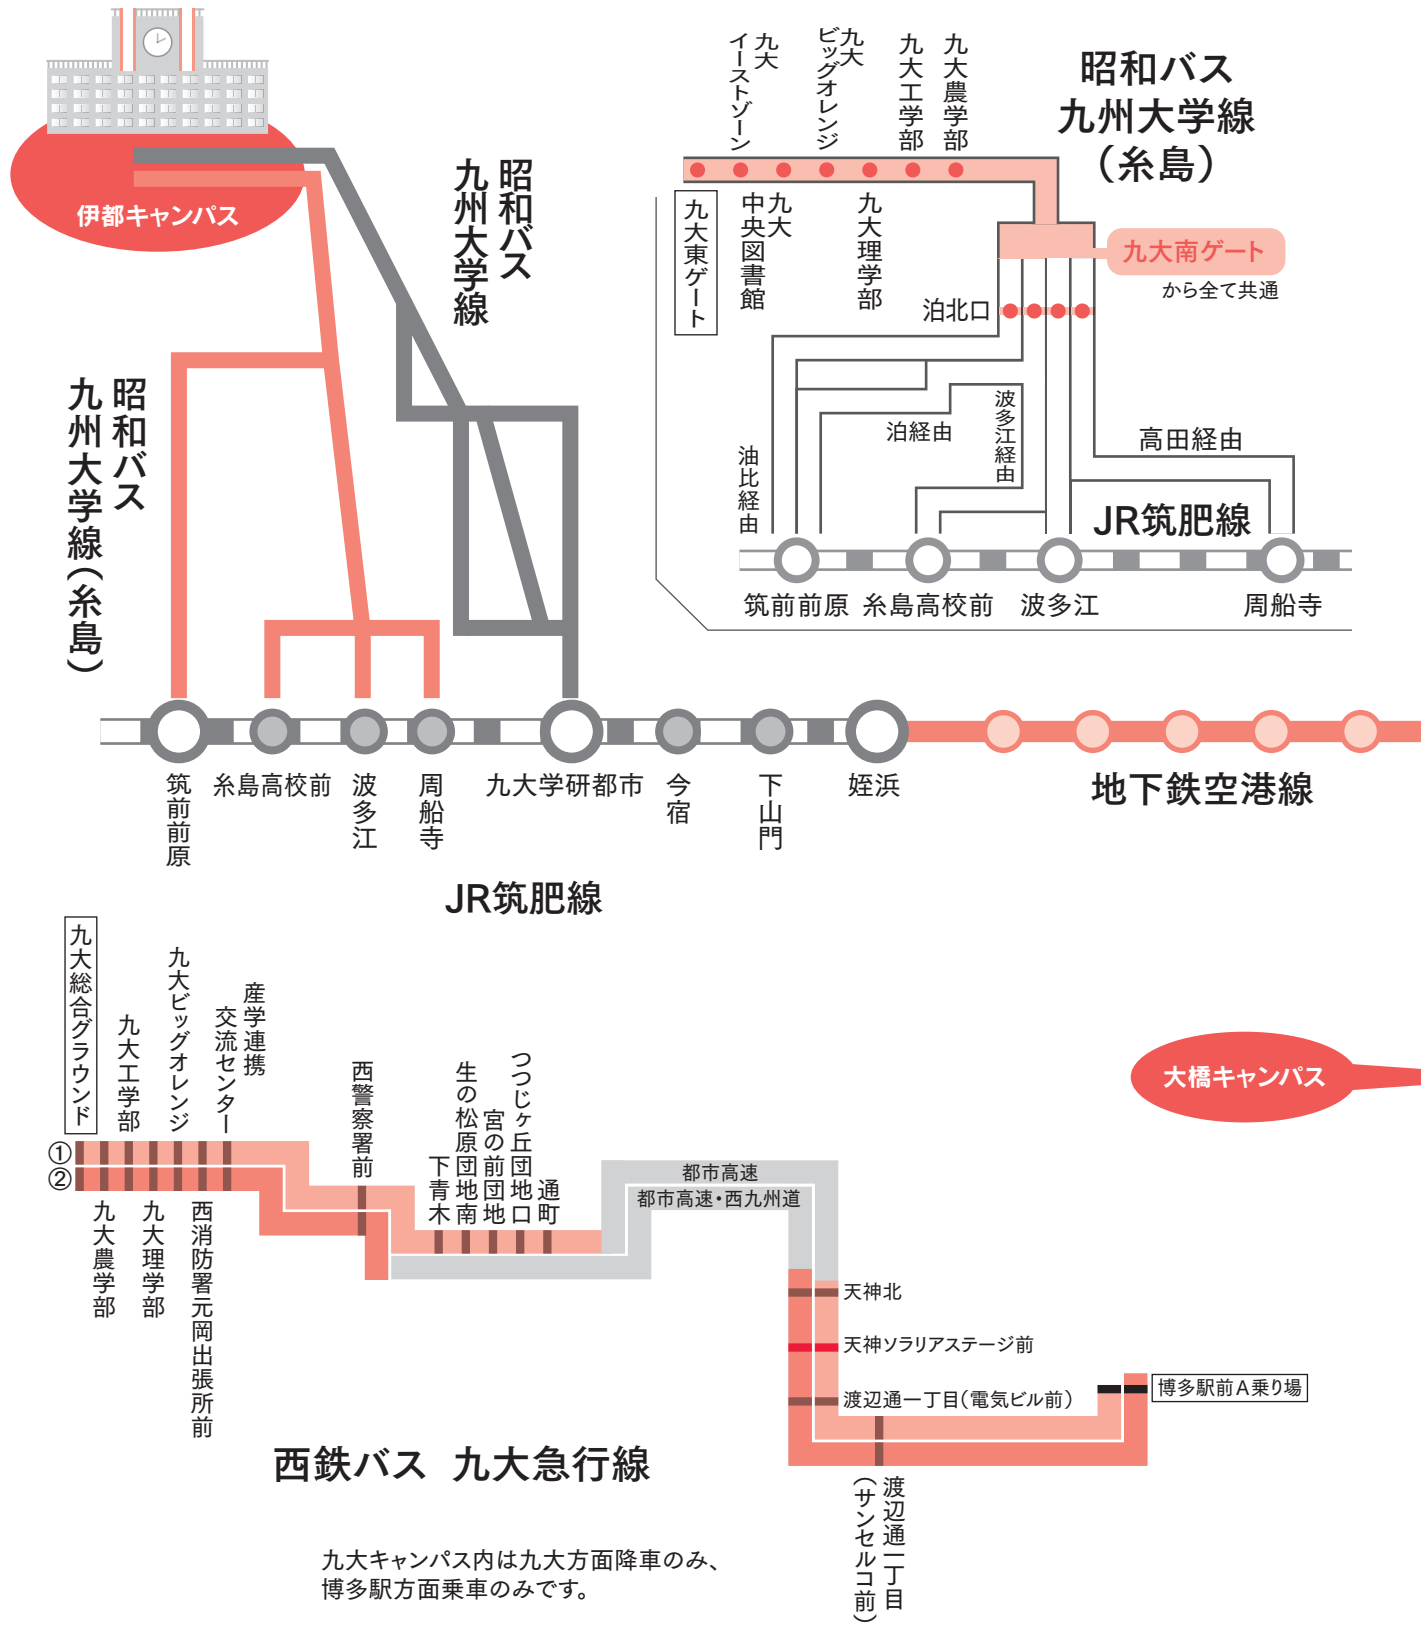 伊都キャンパス
昭和バス
九州大学線
昭和バス
九州大学線(糸島)
九大
イーストゾーン
九大
ビッグオレンジ
九大工学部
九大農学部
昭和バス
九州大学線
(糸島)
九大東ゲート
九大
中央図書館
九大理学部
九大南ゲート
から全て共通
泊北口
油比経由
泊経由
波多江経由
高田経由
JR筑肥線
筑前前原
糸島高校前
波多江
周船寺
筑前前原
糸島高校前
波多江
周船寺
九大学研都市
今宿
下山門
姪浜
地下鉄空港線
JR筑肥線
九大総合グラウンド
九大工学部
九大ビッグオレンジ
産学連携
交流センター
①
②
九大農学部
九大理学部
西消防署元岡出張所前
西警察署前
下青木
生の松原団地南
宮の前団地
つつじヶ丘団地口
通町
都市高速
都市高速・西九州道
大橋キャンパス
天神北
天神ソラリアステージ前
渡辺通一丁目(電気ビル前)
博多駅前A乗り場
渡辺通一丁目
(サンセルコ前)
西鉄バス 九大急行線
九大キャンパス内は九大方面降車のみ、
博多駅方面乗車のみです。